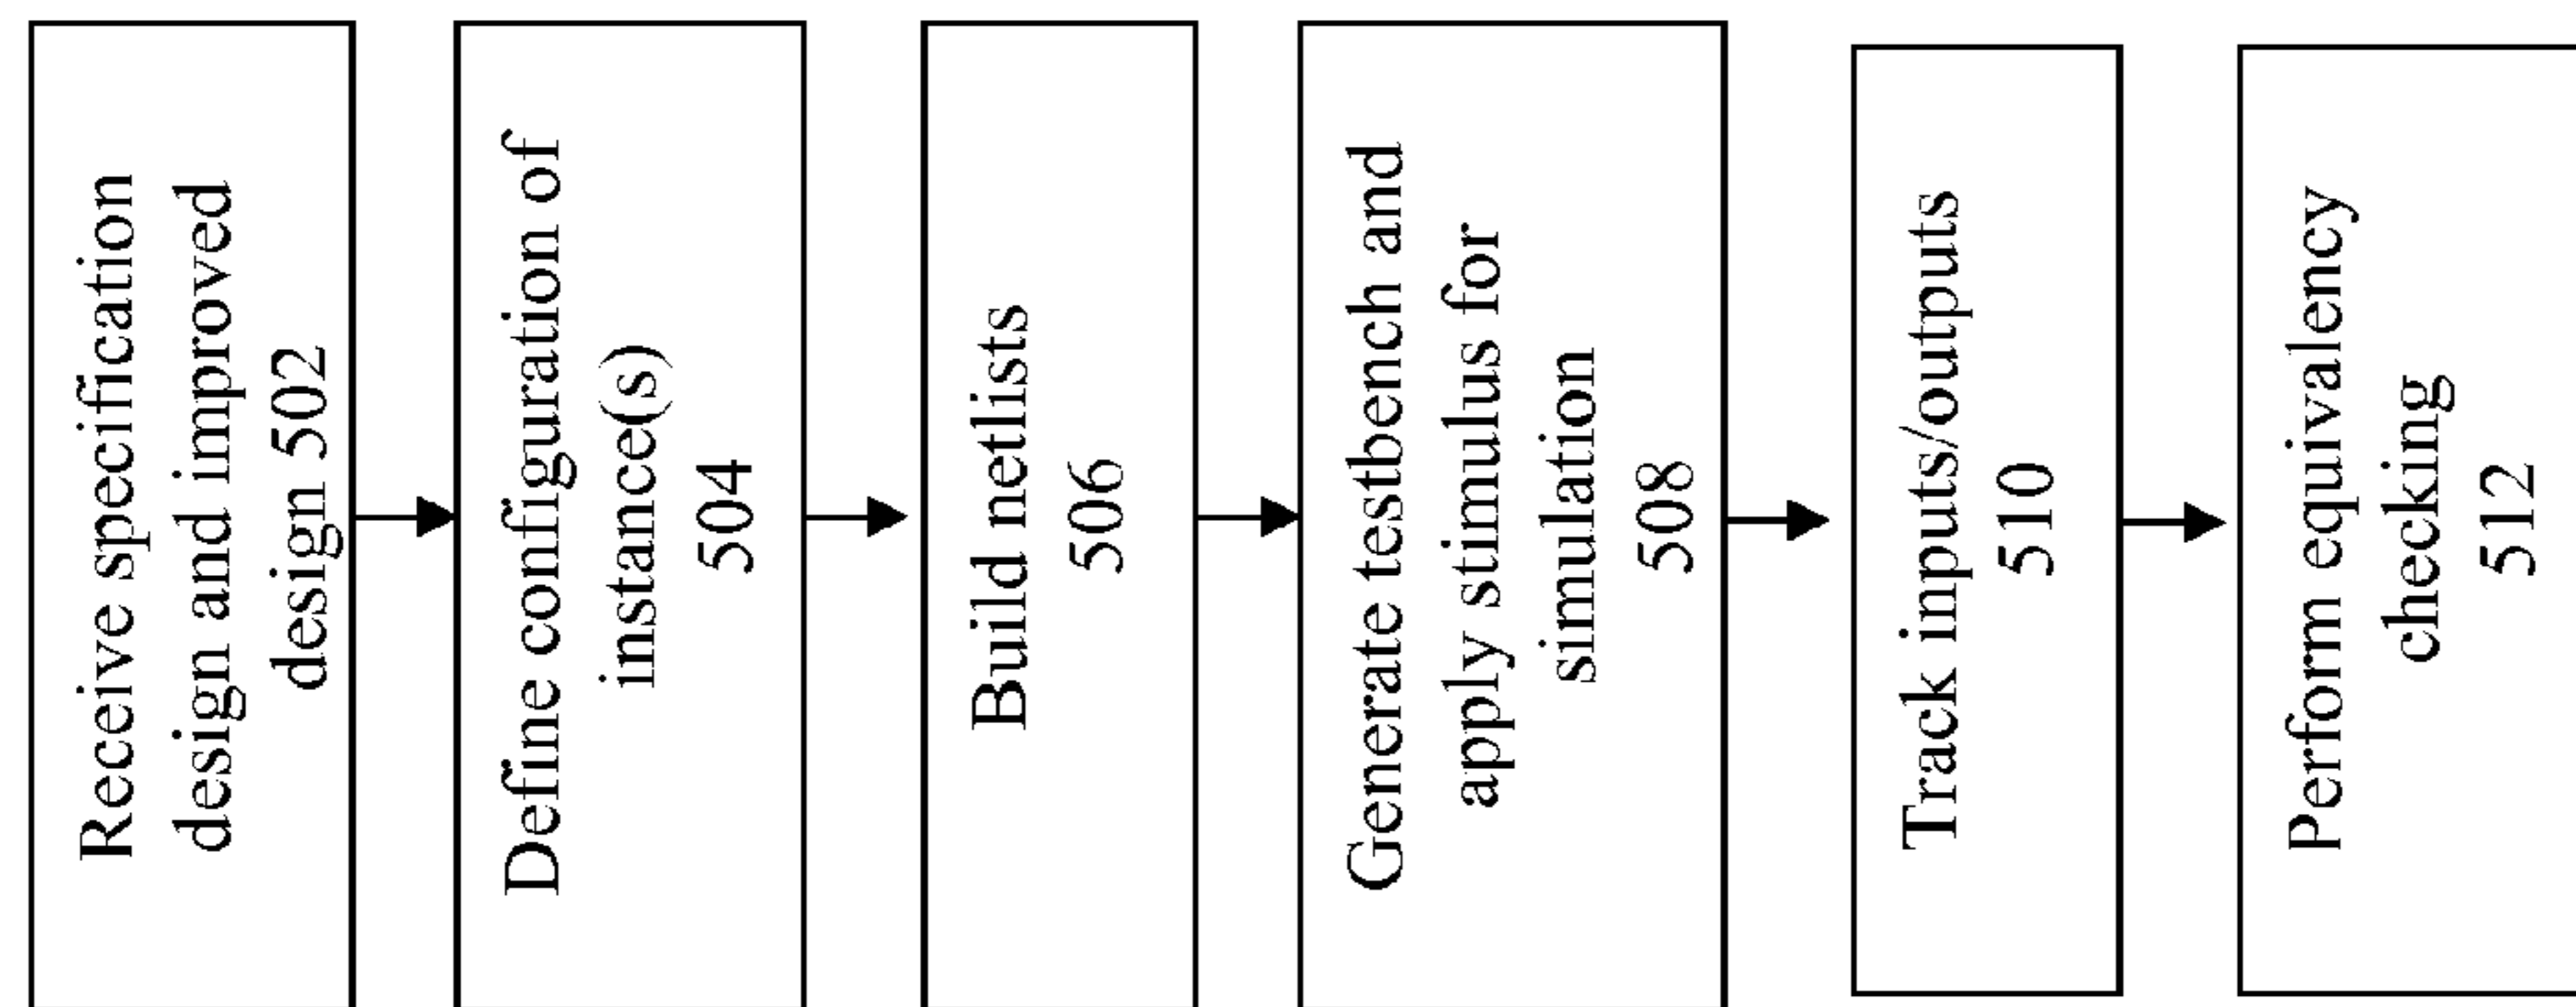 Receive specification
design and improved
design 502
Define configuration of
instance(s)
504
Build netlists
506
Generate testbench and
apply stimulus for
simulation
508
Track inputs/outputs
510
Perform equivalency
checking
512